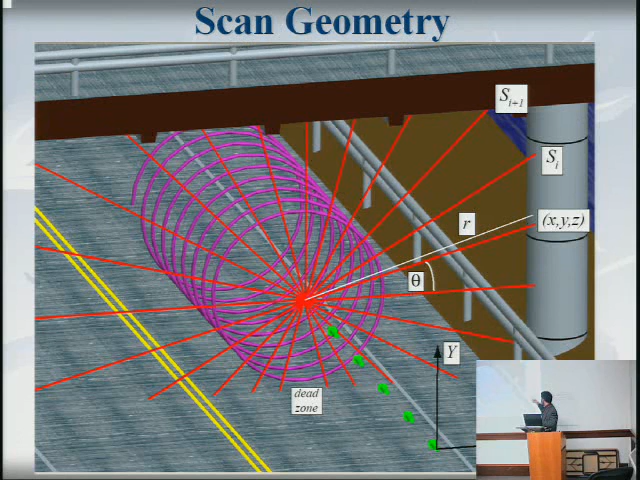 Scan Geometry
S_{i+1}
S_i
r
(x,y,z)
θ
Y
dead
zone